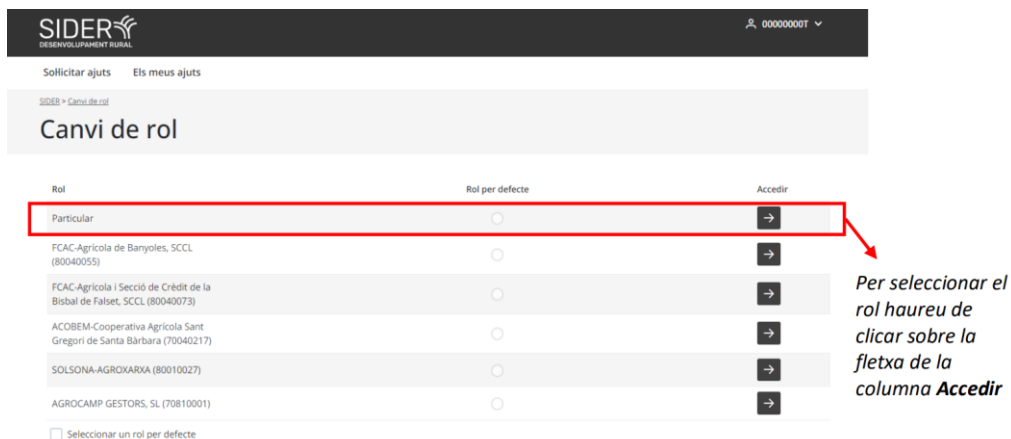 SIDER
DESENVOLUPAMENT RURAL
00000000T
Sol·licitar ajuts Els meus ajuts
SIDER > Canvi de rol
Canvi de rol
Rol Rol per defecte Accedir
Particular
FCAC-Agrícola de Banyoles, SCCL
(80040055)
FCAC-Agrícola i Secció de Crèdit de la
Bisbal de Falset, SCCL (80040073)
ACOBEM-Cooperativa Agrícola Sant
Gregori de Santa Bàrbara (70040217)
SOLSONA-AGROXARXA (80010027)
AGROCAMP GESTORS, SL (70810001)
Seleccionar un rol per defecte
Per seleccionar el
rol haureu de
clicar sobre la
fletxa de la
columna Accedir